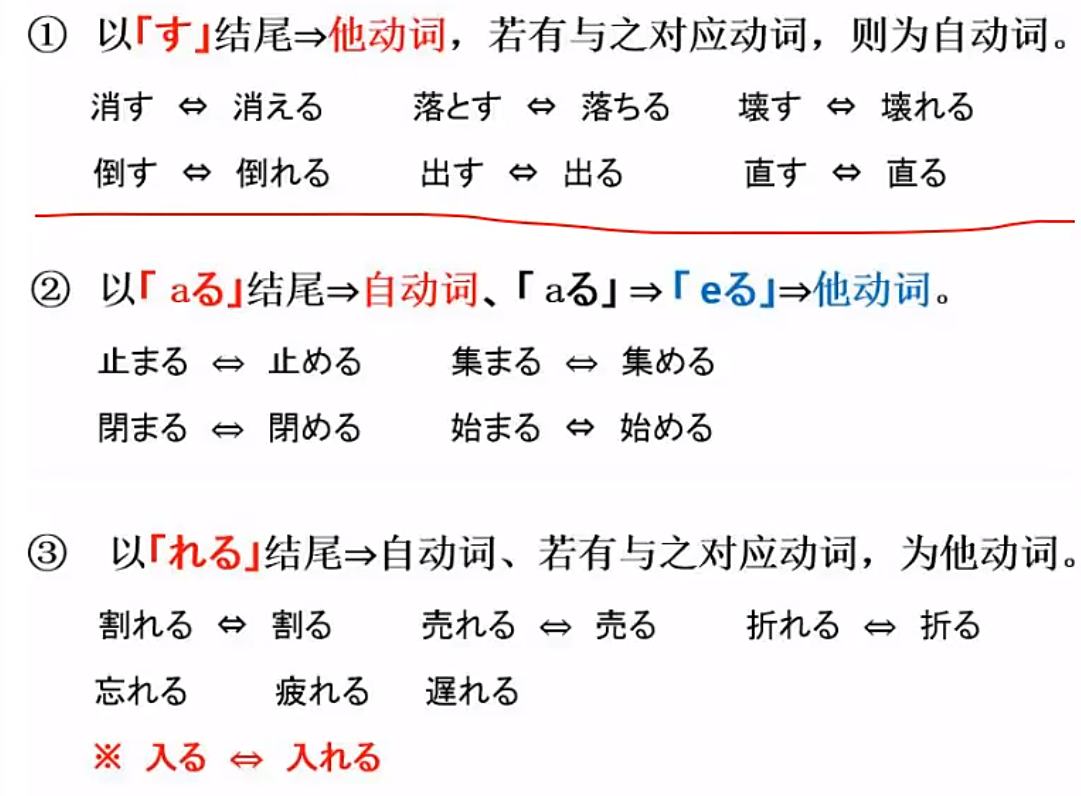 ① 以「す」结尾⇒他动词，若有与之对应动词，则为自动词。
消す ⇔ 消える 落とす ⇔ 落ちる 壊す ⇔ 壊れる
倒す ⇔ 倒れる 出す ⇔ 出る 直す ⇔ 直る
② 以「 aる」结尾⇒自动词、「 aる」⇒「 eる」⇒他动词。
止まる ⇔ 止める 集まる ⇔ 集める
閉まる ⇔ 閉める 始まる ⇔ 始める
③ 以「れる」结尾⇒自动词、若有与之对应动词，为他动词。
割れる ⇔ 割る 売れる ⇔ 売る 折れる ⇔ 折る
忘れる 疲れる 遅れる
※ 入る ⇔ 入れる